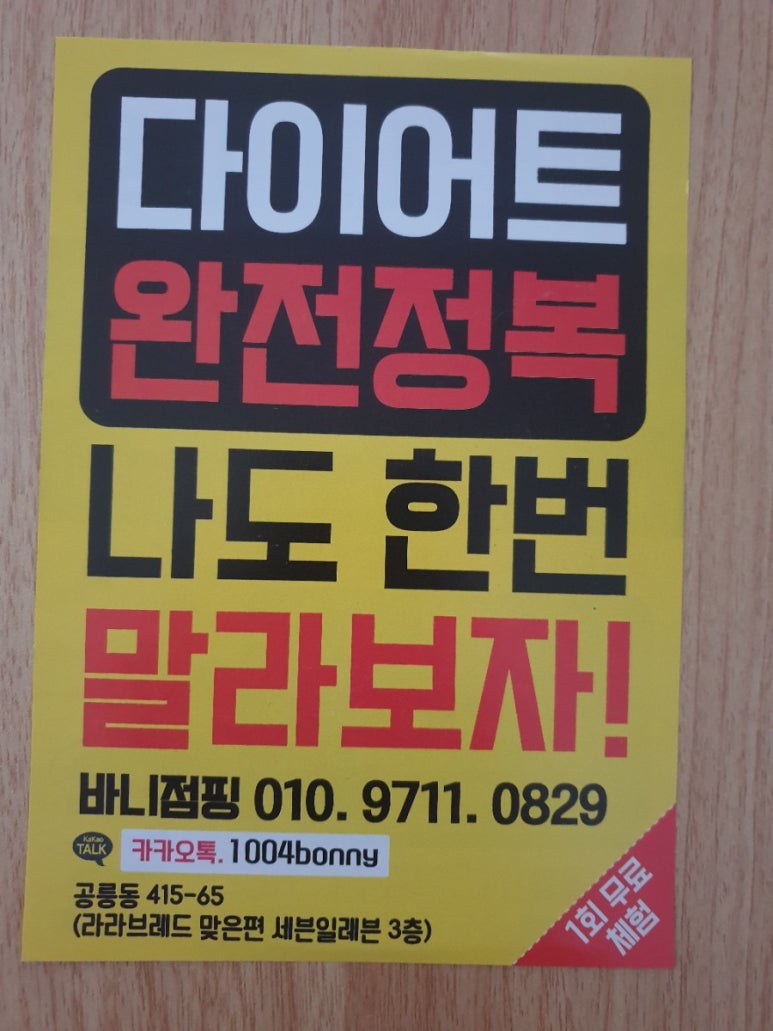 다이어트
완전정복
나도 한번
말라보자!
바니점핑 010. 9711. 0829
KaKao
TALK
카카오톡. 1004bonny
공릉동 415-65
(라라브레드 맞은편 세븐일레븐 3층)
1회 무료
체험